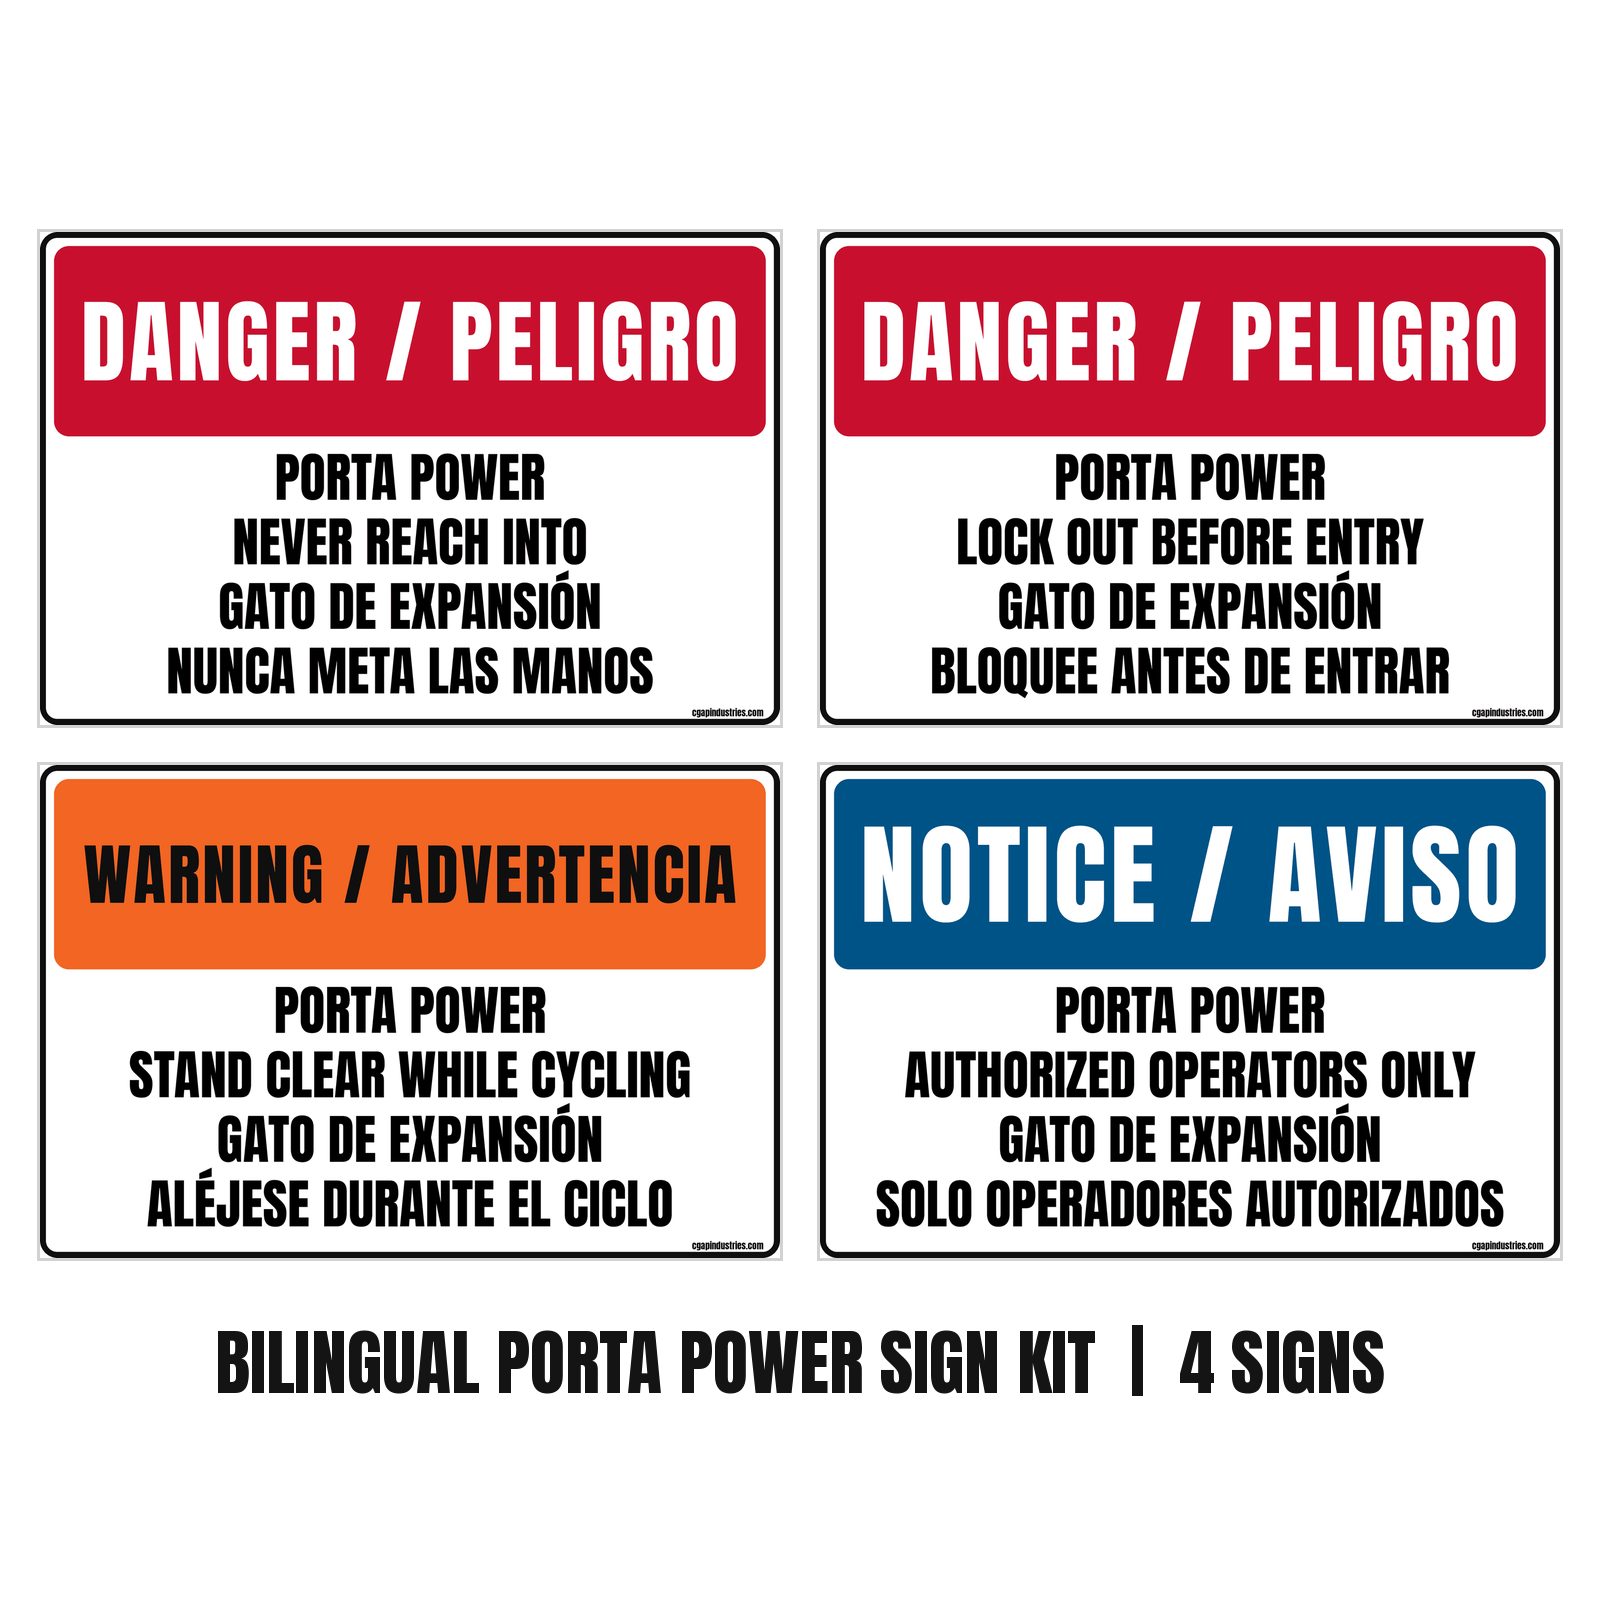 DANGER / PELIGRO
PORTA POWER
NEVER REACH INTO
GATO DE EXPANSIÓN
NUNCA META LAS MANOS
cgapindustries.com
DANGER / PELIGRO
PORTA POWER
LOCK OUT BEFORE ENTRY
GATO DE EXPANSIÓN
BLOQUEE ANTES DE ENTRAR
cgapindustries.com
WARNING / ADVERTENCIA
PORTA POWER
STAND CLEAR WHILE CYCLING
GATO DE EXPANSIÓN
ALÉJESE DURANTE EL CICLO
cgapindustries.com
NOTICE / AVISO
PORTA POWER
AUTHORIZED OPERATORS ONLY
GATO DE EXPANSIÓN
SOLO OPERADORES AUTORIZADOS
cgapindustries.com
BILINGUAL PORTA POWER SIGN KIT | 4 SIGNS